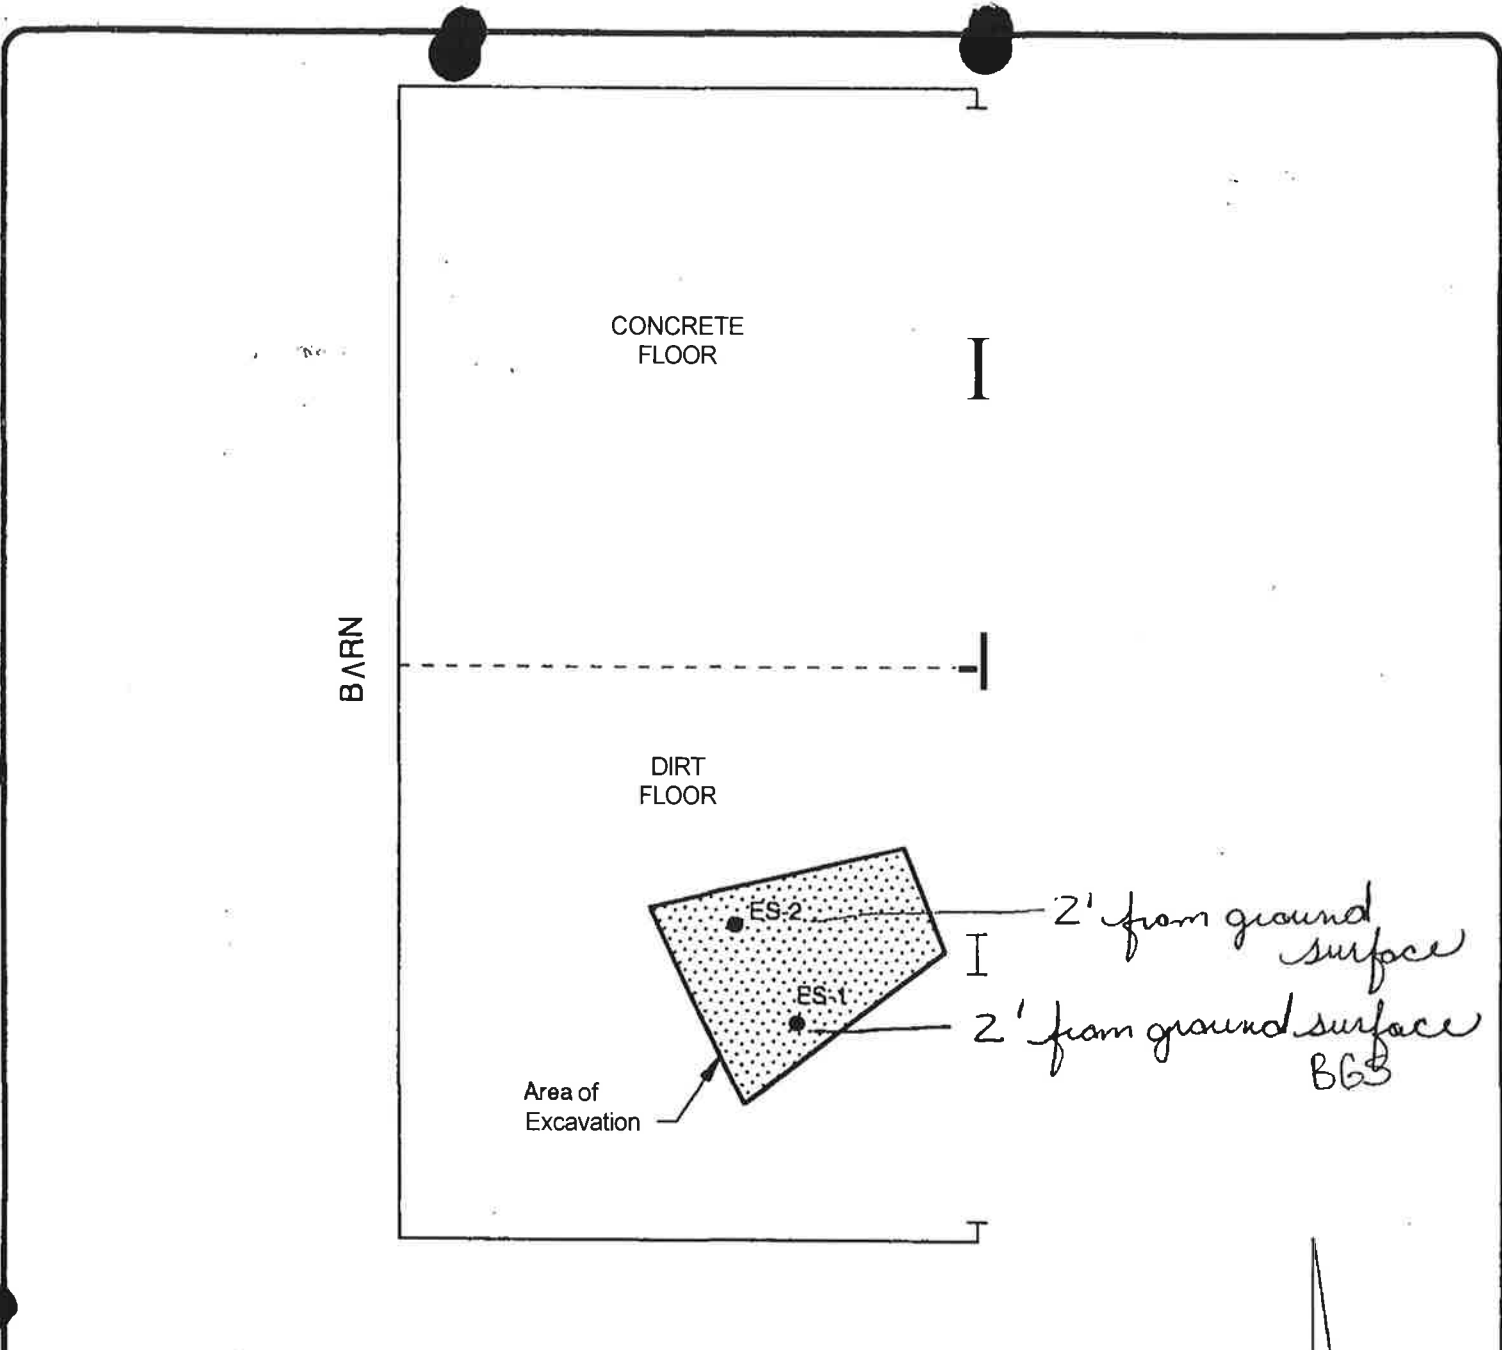 CONCRETE
FLOOR
BARN
DIRT
FLOOR
ES-2
2' from ground
surface
ES-1
2' from ground surface
BGS
Area of
Excavation